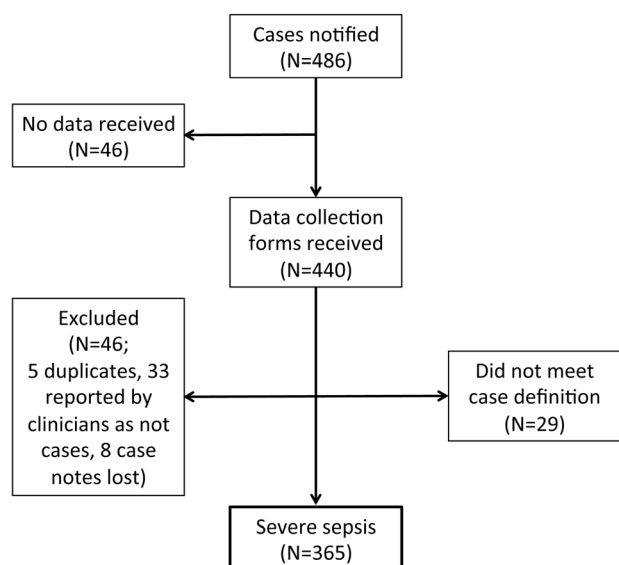 Cases notified
(N=486)
No data received
(N=46)
Data collection
forms received
(N=440)
Excluded
(N=46;
5 duplicates, 33
reported by
clinicians as not
cases, 8 case
notes lost)
Did not meet
case definition
(N=29)
Severe sepsis
(N=365)